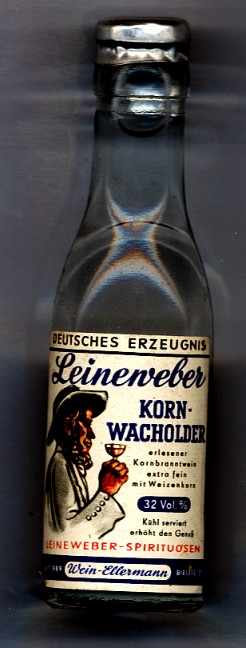 DEUTSCHES ERZEUGNIS
Leineweber
KORN-
WACHOLDER
erlesener
Kornbranntwein
extra fein
mit Weizenkorn
32 Vol.%
Kühl serviert
erhöht den Genuß
LEINEWEBER-SPIRITUOSEN
Wein-Ellermann